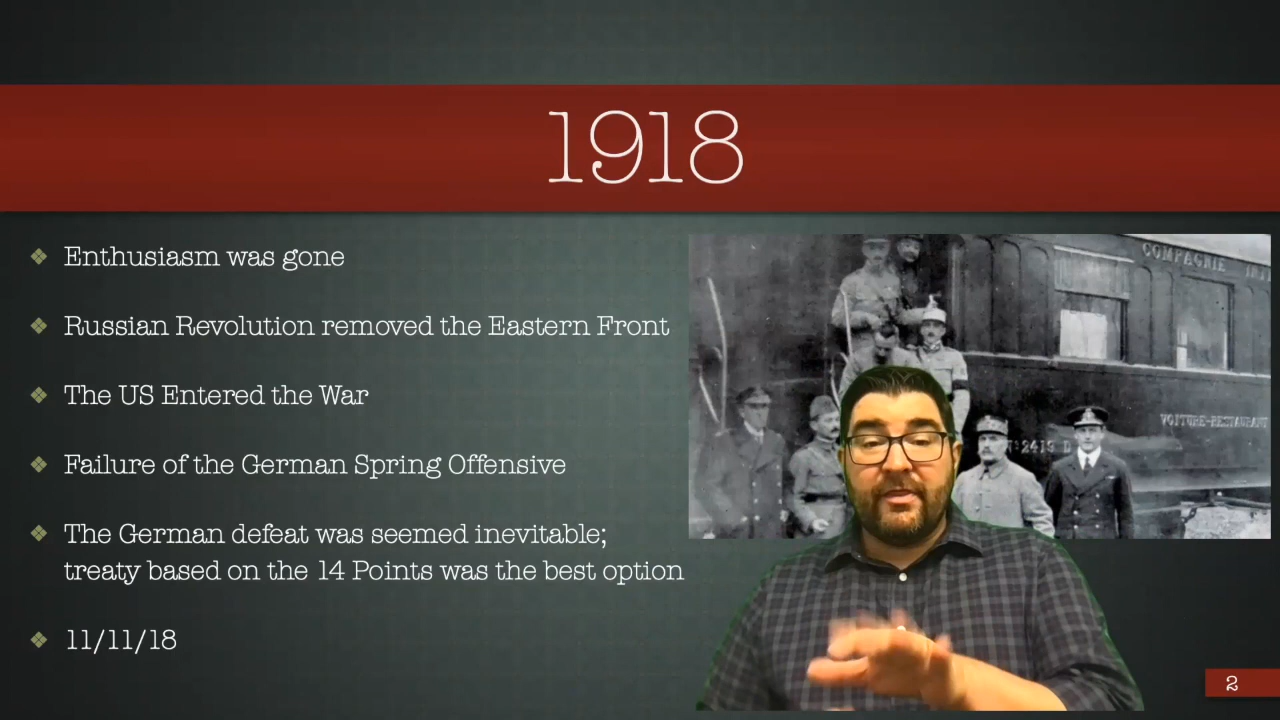 1918
Enthusiasm was gone
Russian Revolution removed the Eastern Front
The US Entered the War
Failure of the German Spring Offensive
The German defeat was seemed inevitable;
treaty based on the 14 Points was the best option
11/11/18
COMPAGNIE
VOITURE-RESTAURANT
2419 D
2